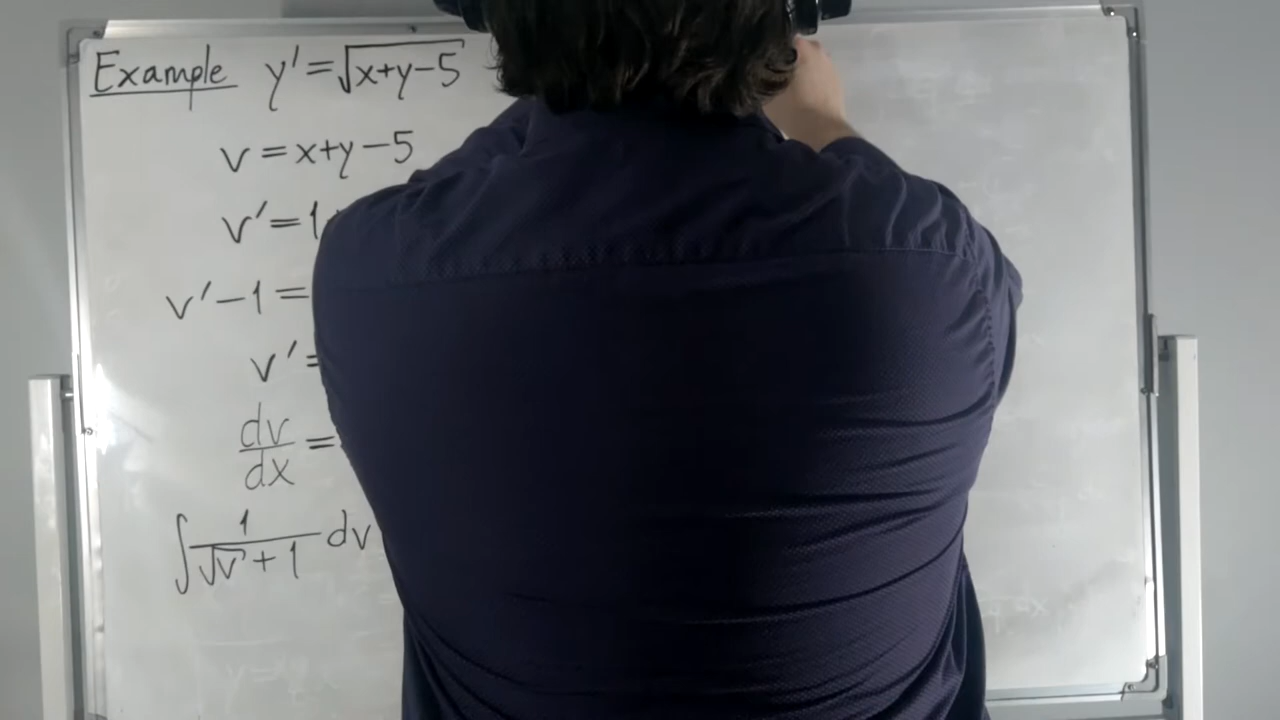 Example y' = √(x+y-5)
v = x+y-5
v' = 1
v' - 1 =
v' =
dv/dx =
∫ 1/(√v + 1) dv